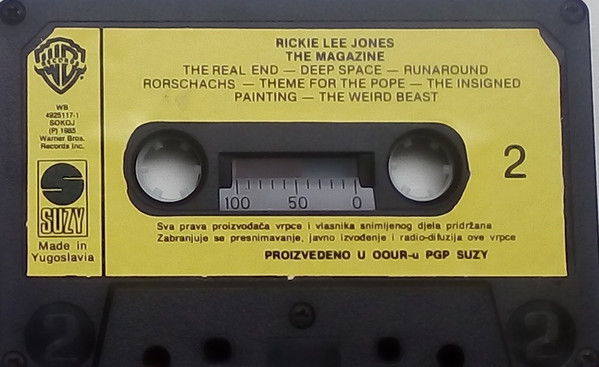 RICKIE LEE JONES
THE MAGAZINE
THE REAL END — DEEP SPACE — RUNAROUND
RORSCHACHS — THEME FOR THE POPE — THE INSIGNED
PAINTING — THE WEIRD BEAST
WB
4925117-1
SOKOJ
(P) 1985
Warner Bros.
Records Inc.
SUZY
Made in
Yugoslavia
2
100 50 0
Sva prava proizvođača vrpce i vlasnika snimljenog djela pridržana
Zabranjuje se presnimavanje, javno izvođenje i radio-difuzija ove vrpce
PROIZVEDENO U OOUR-u PGP SUZY
2 2